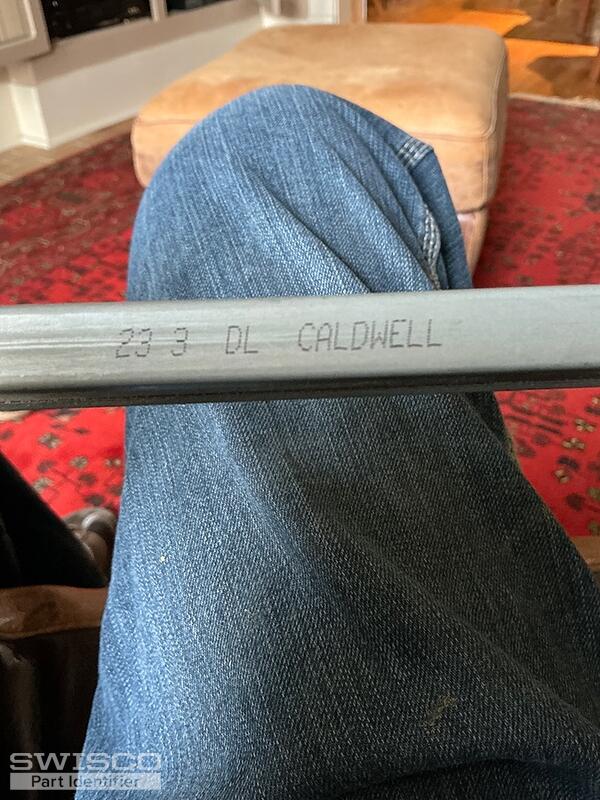 23 3 DL CALDWELL
SWISCO
Part Identifier